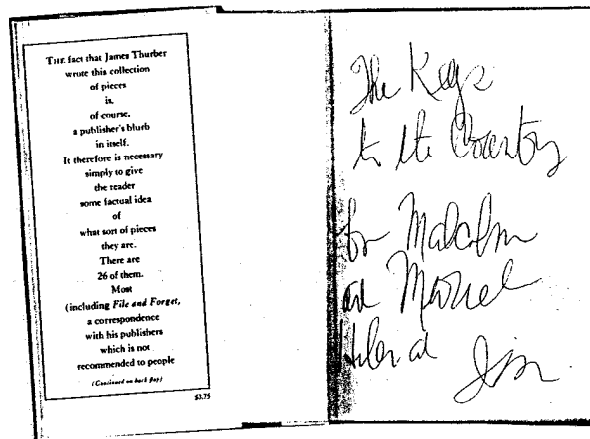 THE fact that James Thurber
wrote this collection
of pieces
is,
of course,
a publisher's blurb
in itself.
It therefore is necessary
simply to give
the reader
some factual idea
of
what sort of pieces
they are.
There are
26 of them.
Most
(including File and Forget,
a correspondence
with his publishers
which is not
recommended to people
(Continued on back flap)
$3.75
The Keys
to the Country
for Malcolm
and Muriel
Jim